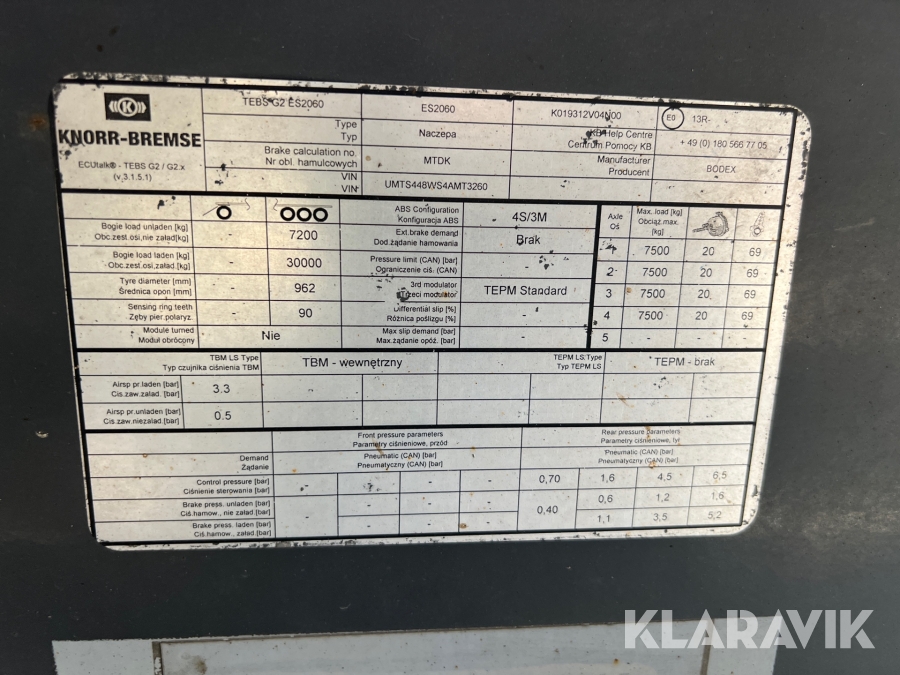 KNORR-BREMSE
ECUtalk® - TEBS G2 / G2.x
(v.3.1.5.1)
TEBS G2 ES2060 ES2060 K019312V04N00 E0 13R-
Type
Typ
Naczepa
KB Help Centre
Centrum Pomocy KB
+ 49 (0) 180 566 77 05
Brake calculation no.
Nr obl. hamulcowych
MTDK
Manufacturer
Producent
BODEX
VIN
VIN
UMTS448WS4AMT3260
Bogie load unladen [kg]
Obc.zest.osi,nie załad[kg]
- 7200
Bogie load laden [kg]
Obc.zest.osi,załad.[kg]
- 30000
Tyre diameter [mm]
Średnica opon [mm]
- 962
Sensing ring teeth
Zęby pier.polaryz.
- 90
Module turned
Moduł obrócony
Nie
ABS Configuration
Konfiguracja ABS
4S/3M
Ext.brake demand
Dod.żądanie hamowania
Brak
Pressure limit (CAN) [bar]
Ograniczenie ciś. (CAN)
-
3rd modulator
Trzeci modulator
TEPM Standard
Differential slip [%]
Różnica poślizgu [%]
-
Max slip demand [bar]
Max.żądanie opóź. [bar]
-
Axle
Oś
Max. load [kg]
Obciąż.max.
[kg]
1 7500 20 69
2 7500 20 69
3 7500 20 69
4 7500 20 69
5 - - -
TBM LS Type
Typ czujnika ciśnienia TBM
TBM - wewnętrzny
TEPM LS Type
Typ TEPM LS
TEPM - brak
Airsp pr.laden [bar]
Ciś.zaw.załad. [bar]
3.3 - - - - - -
Airsp pr.unladen [bar]
Ciś.zaw.niezaład.[bar]
0.5 - - - - - -
Front pressure parameters
Parametry ciśnieniowe, przód
Rear pressure parameters
Parametry ciśnieniowe, tył
Demand
Żądanie
Pneumatic (CAN) [bar]
Pneumatyczny (CAN) [bar]
Pneumatic (CAN) [bar]
Pneumatyczny (CAN) [bar]
Control pressure [bar]
Ciśnienie sterowania [bar]
- - - - 0,70 1,6 4,5 6,5
Brake press. unladen [bar]
Ciś.hamow., nie załad.[bar]
- - - - 0,40 0,6 1,2 1,6
Brake press. laden [bar]
Ciś.hamow., załad. [bar]
- - - 1,1 3,5 5,2
KLARAVIK